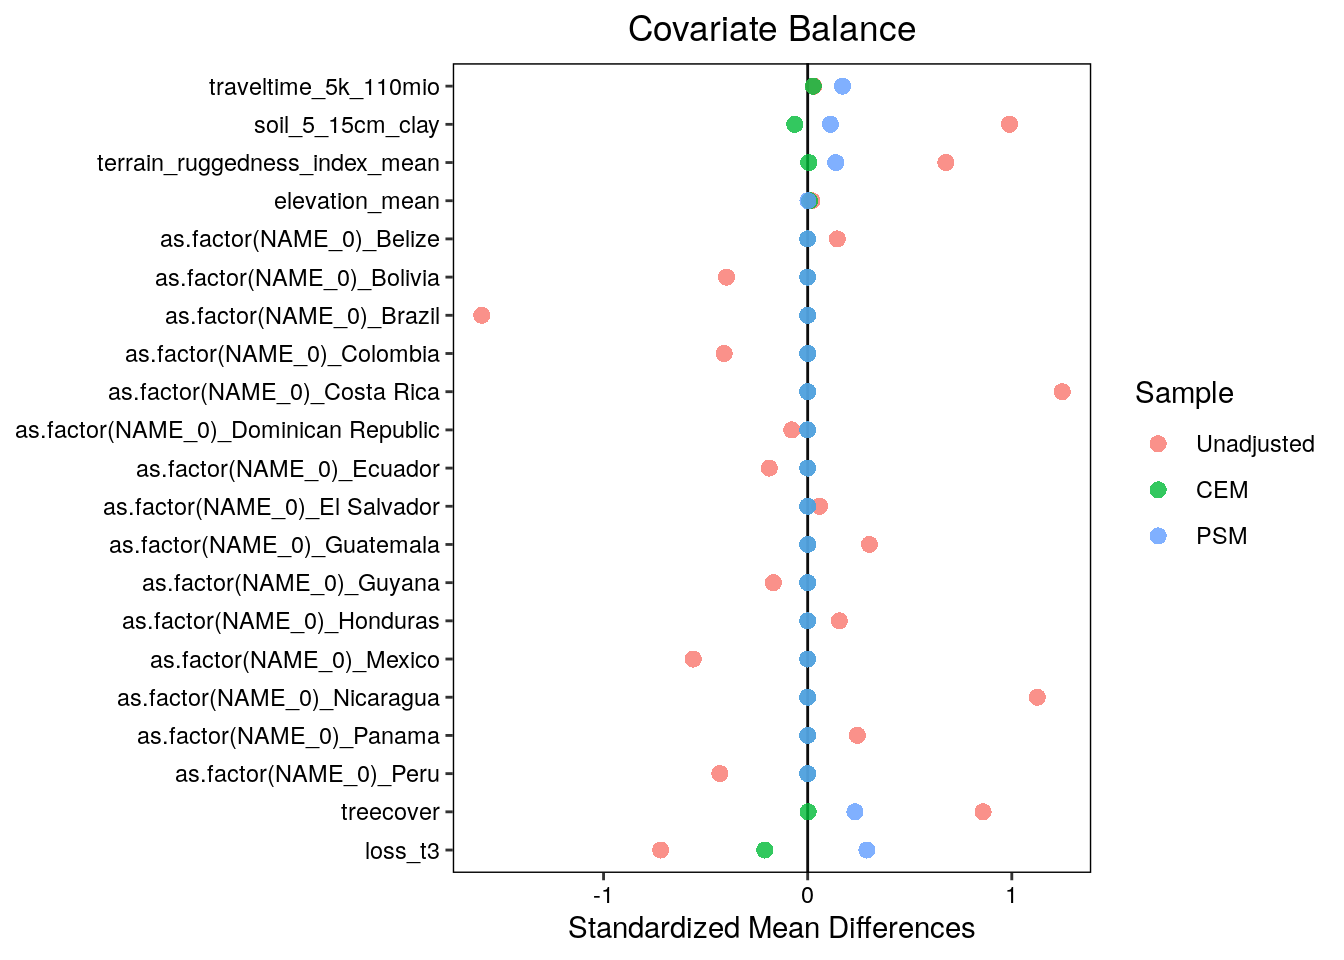 Covariate Balance
traveltime_5k_110mio
soil_5_15cm_clay
terrain_ruggedness_index_mean
elevation_mean
as.factor(NAME_0)_Belize
as.factor(NAME_0)_Bolivia
as.factor(NAME_0)_Brazil
as.factor(NAME_0)_Colombia
as.factor(NAME_0)_Costa Rica
as.factor(NAME_0)_Dominican Republic
as.factor(NAME_0)_Ecuador
as.factor(NAME_0)_El Salvador
as.factor(NAME_0)_Guatemala
as.factor(NAME_0)_Guyana
as.factor(NAME_0)_Honduras
as.factor(NAME_0)_Mexico
as.factor(NAME_0)_Nicaragua
as.factor(NAME_0)_Panama
as.factor(NAME_0)_Peru
treecover
loss_t3
-1 0 1
Standardized Mean Differences
Sample
Unadjusted
CEM
PSM